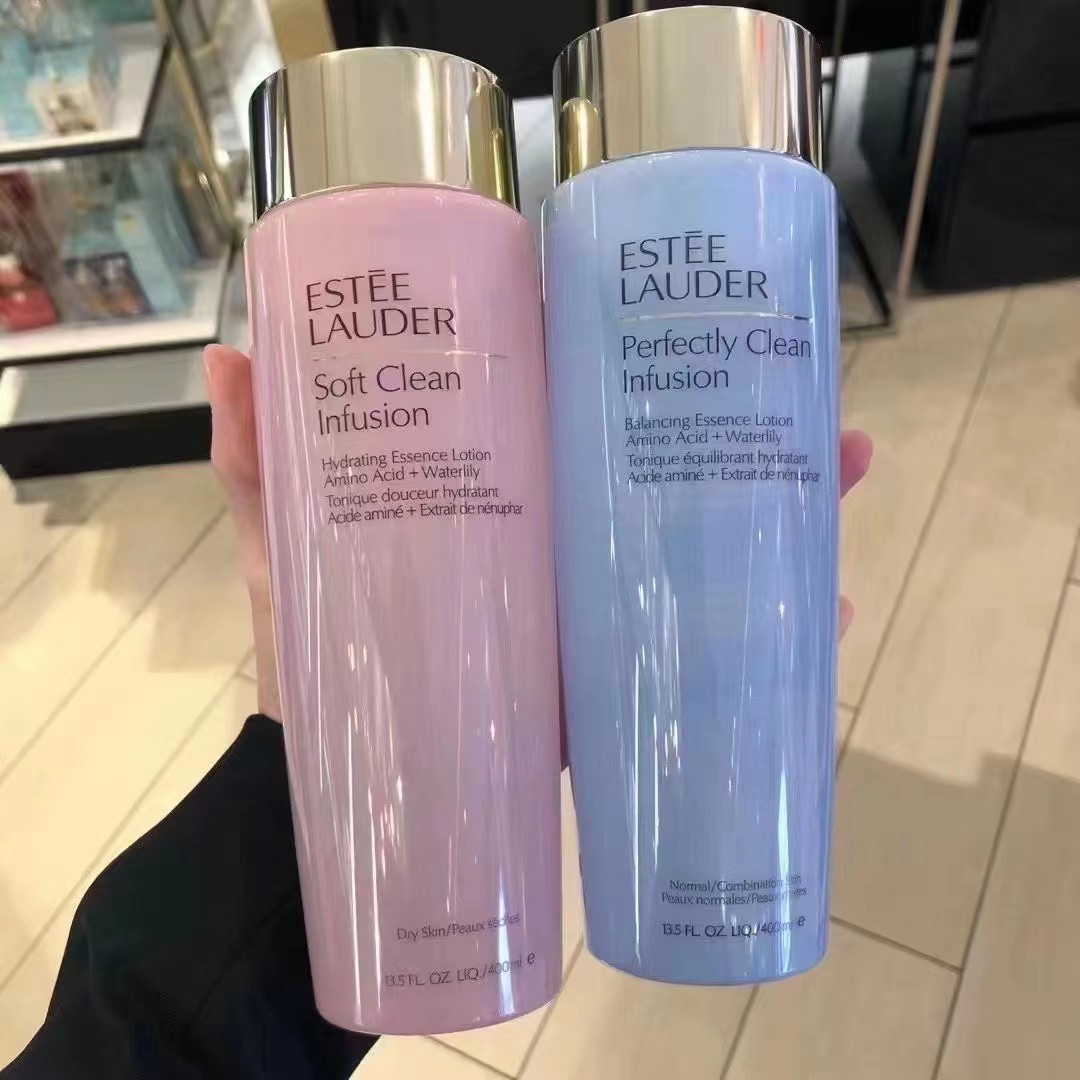 ESTĒE
LAUDER
Soft Clean
Infusion
Hydrating Essence Lotion
Amino Acid + Waterlily
Tonique douceur hydratant
Acide aminé + Extrait de nénuphar
Dry Skin/Peaux sèches
13.5 FL. OZ. LIQ./400 ml e
ESTĒE
LAUDER
Perfectly Clean
Infusion
Balancing Essence Lotion
Amino Acid + Waterlily
Tonique équilibrant hydratant
Acide aminé + Extrait de nénuphar
Normal/Combination Skin
Peaux normales/Peaux mixtes
13.5 FL. OZ. LIQ./400 ml e